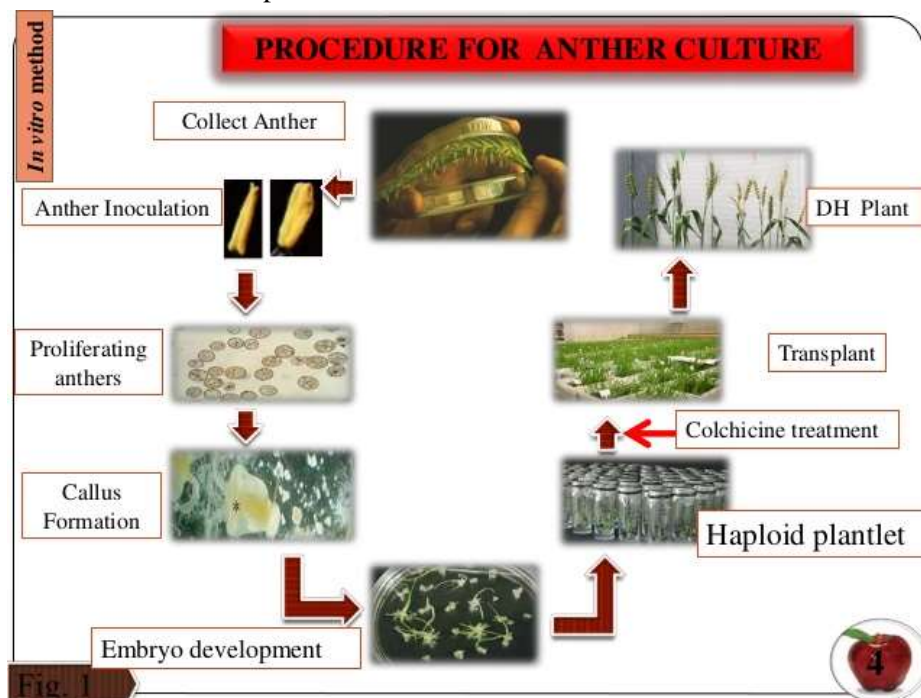 In vitro method
PROCEDURE FOR ANTHER CULTURE
Collect Anther
Anther Inoculation
Proliferating
anthers
Callus
Formation
*
Embryo development
Haploid plantlet
Colchicine treatment
Transplant
DH Plant
Fig. 1
4